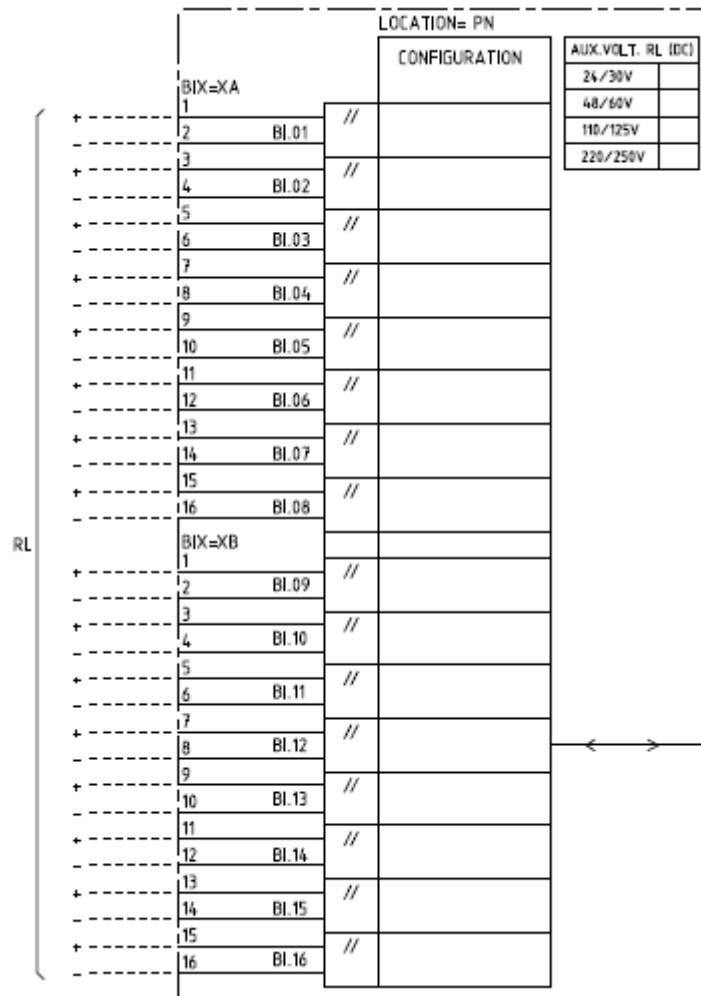 LOCATION= PN
CONFIGURATION
AUX.VOLT. RL (DC)
24/30V
48/60V
110/125V
220/250V
BIX=XA
1
+ //
2 BI.01
-
3
+ //
4 BI.02
-
5
+ //
6 BI.03
-
7
+ //
8 BI.04
-
9
+ //
10 BI.05
-
11
+ //
12 BI.06
-
13
+ //
14 BI.07
-
15
+ //
16 BI.08
-
RL
BIX=XB
1
+ //
2 BI.09
-
3
+ //
4 BI.10
-
5
+ //
6 BI.11
-
7
+ //
8 BI.12
-
9
+ //
10 BI.13
-
11
+ //
12 BI.14
-
13
+ //
14 BI.15
-
15
+ //
16 BI.16
-